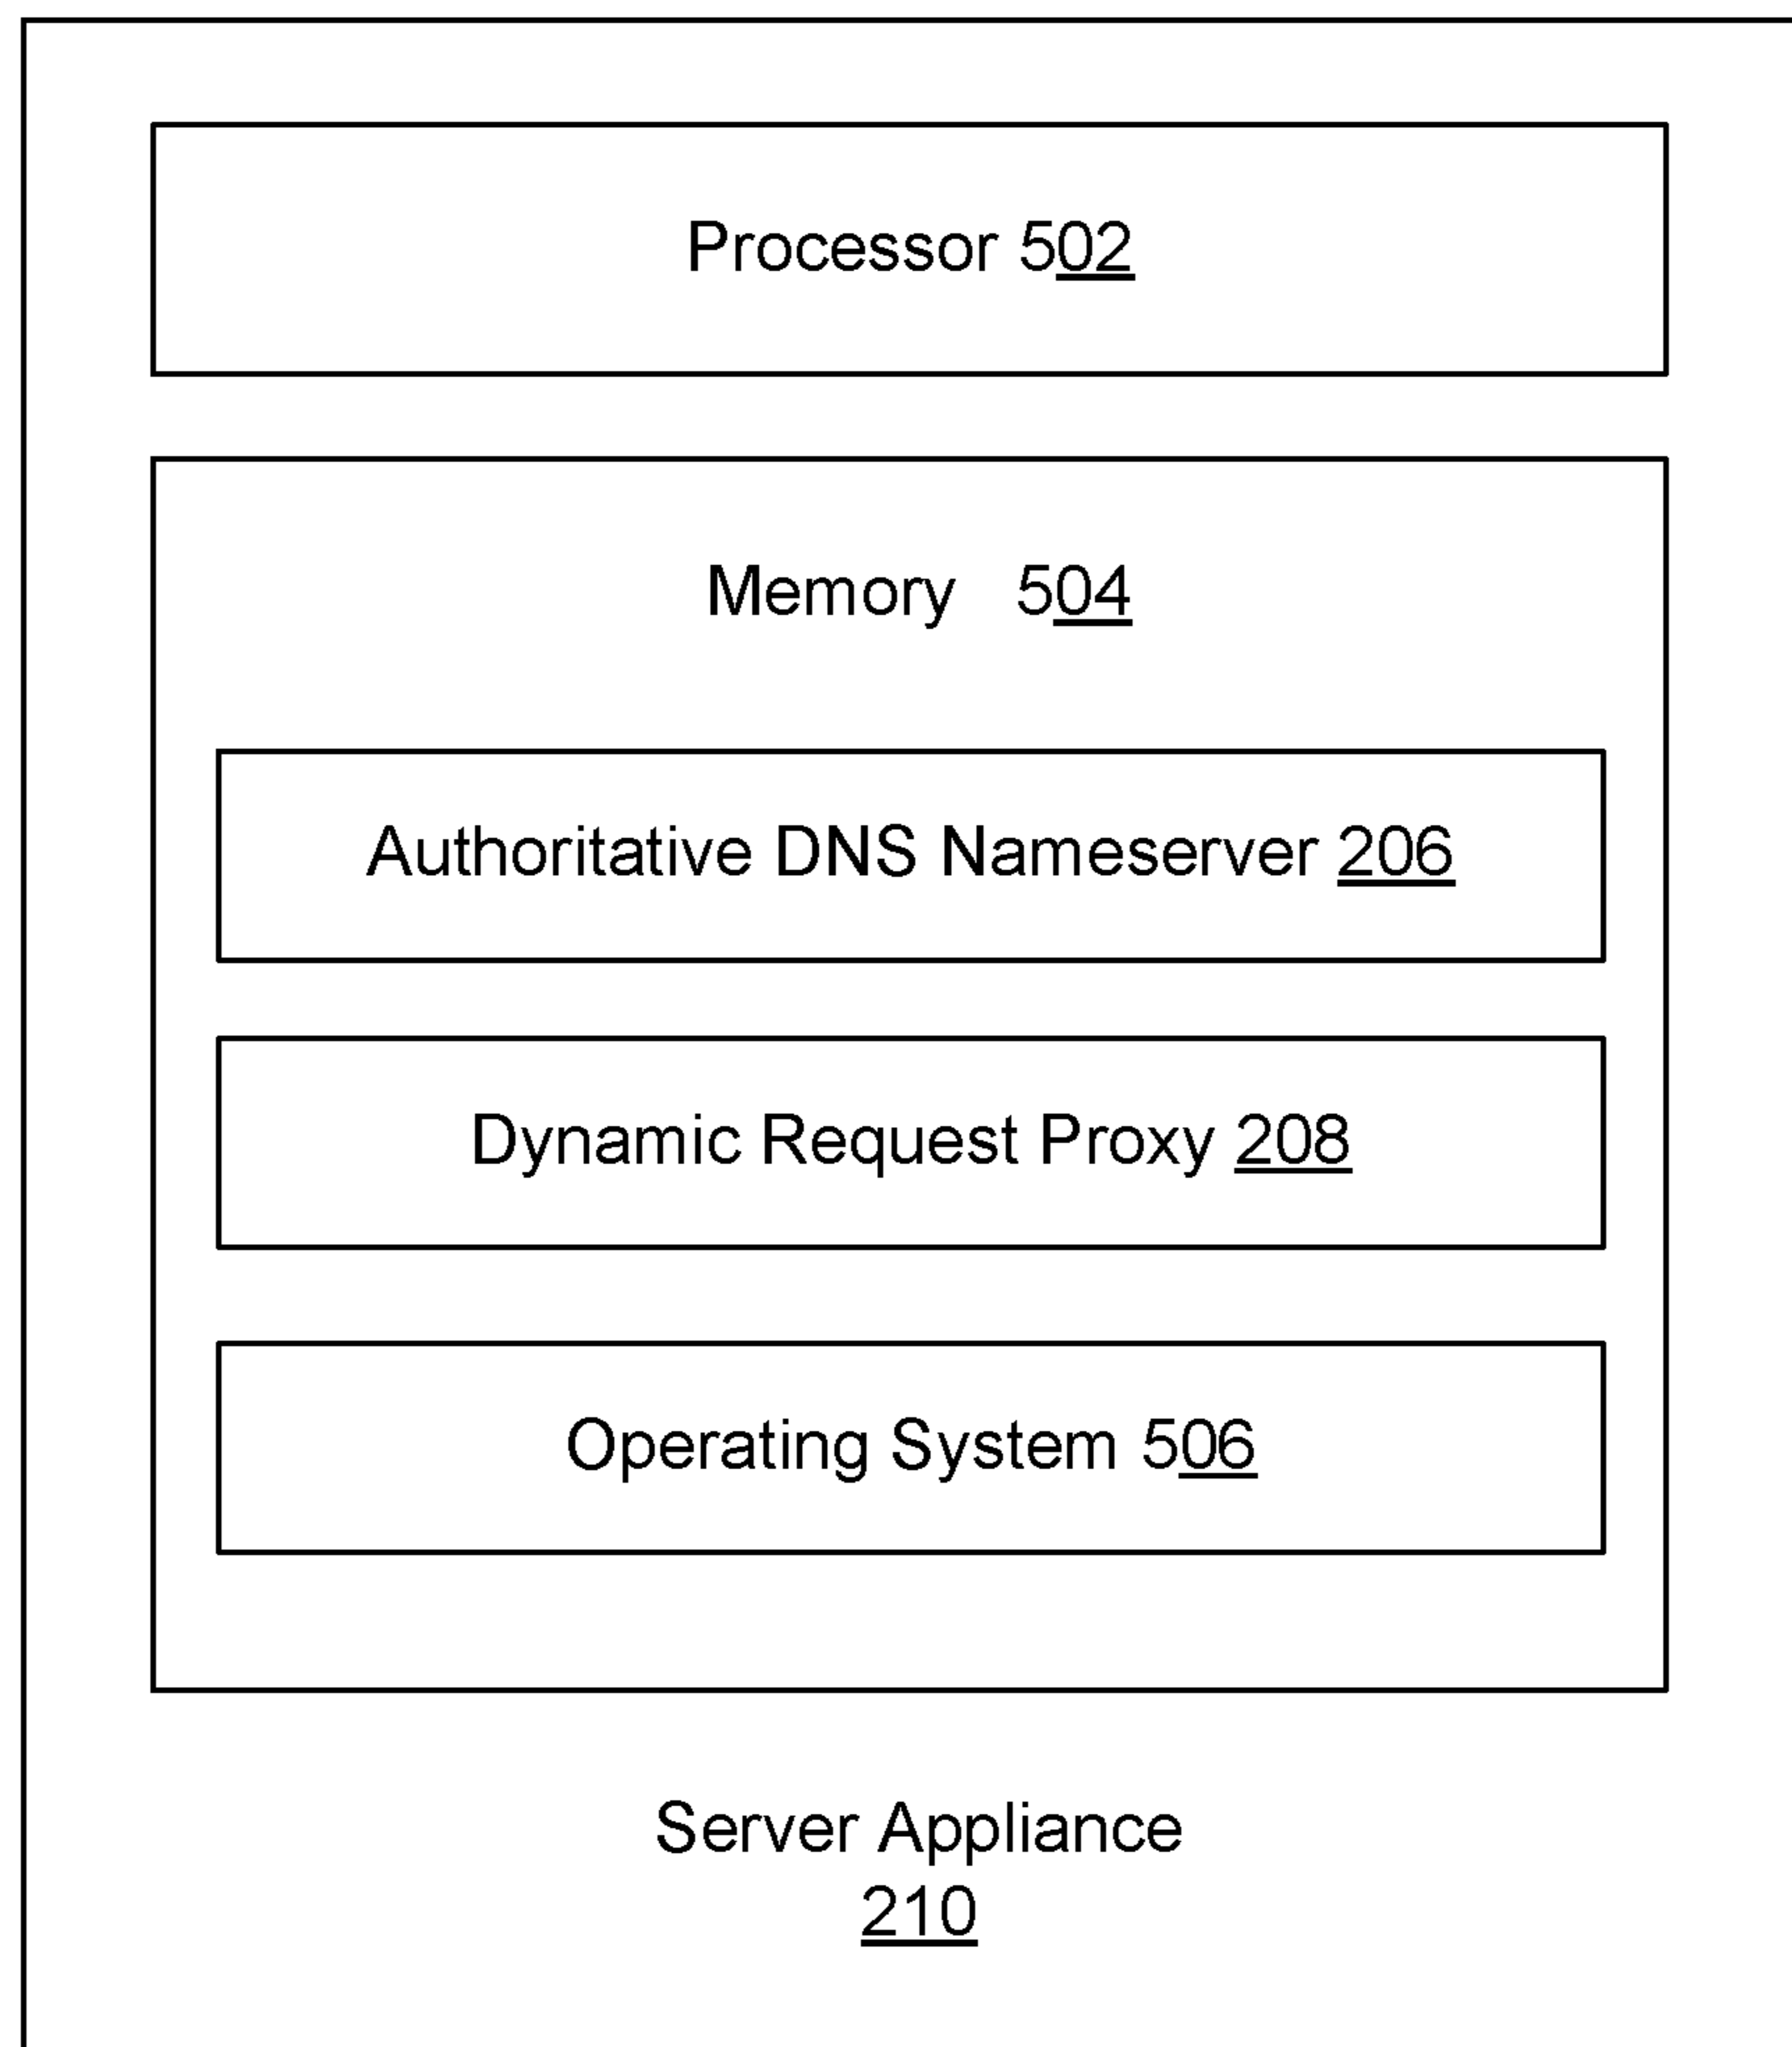 Processor 502
Memory 504
Authoritative DNS Nameserver 206
Dynamic Request Proxy 208
Operating System 506
Server Appliance
210